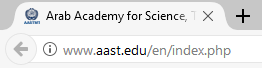 Arab Academy for Science, T
www.aast.edu/en/index.php